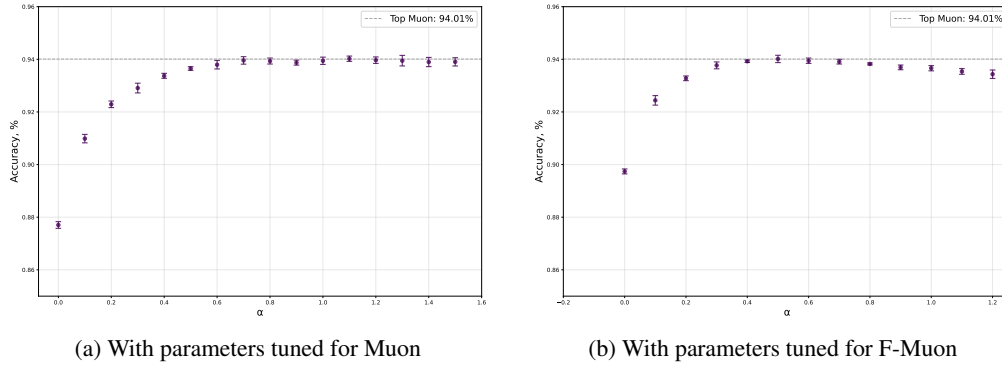 0.96
0.94
0.92
0.90
0.88
0.86
Accuracy, %
Top Muon: 94.01%
0.0 0.2 0.4 0.6 0.8 1.0 1.2 1.4 1.6
α
(a) With parameters tuned for Muon
0.96
0.94
0.92
0.90
0.88
0.86
Accuracy, %
Top Muon: 94.01%
−0.2 0.0 0.2 0.4 0.6 0.8 1.0 1.2
α
(b) With parameters tuned for F-Muon